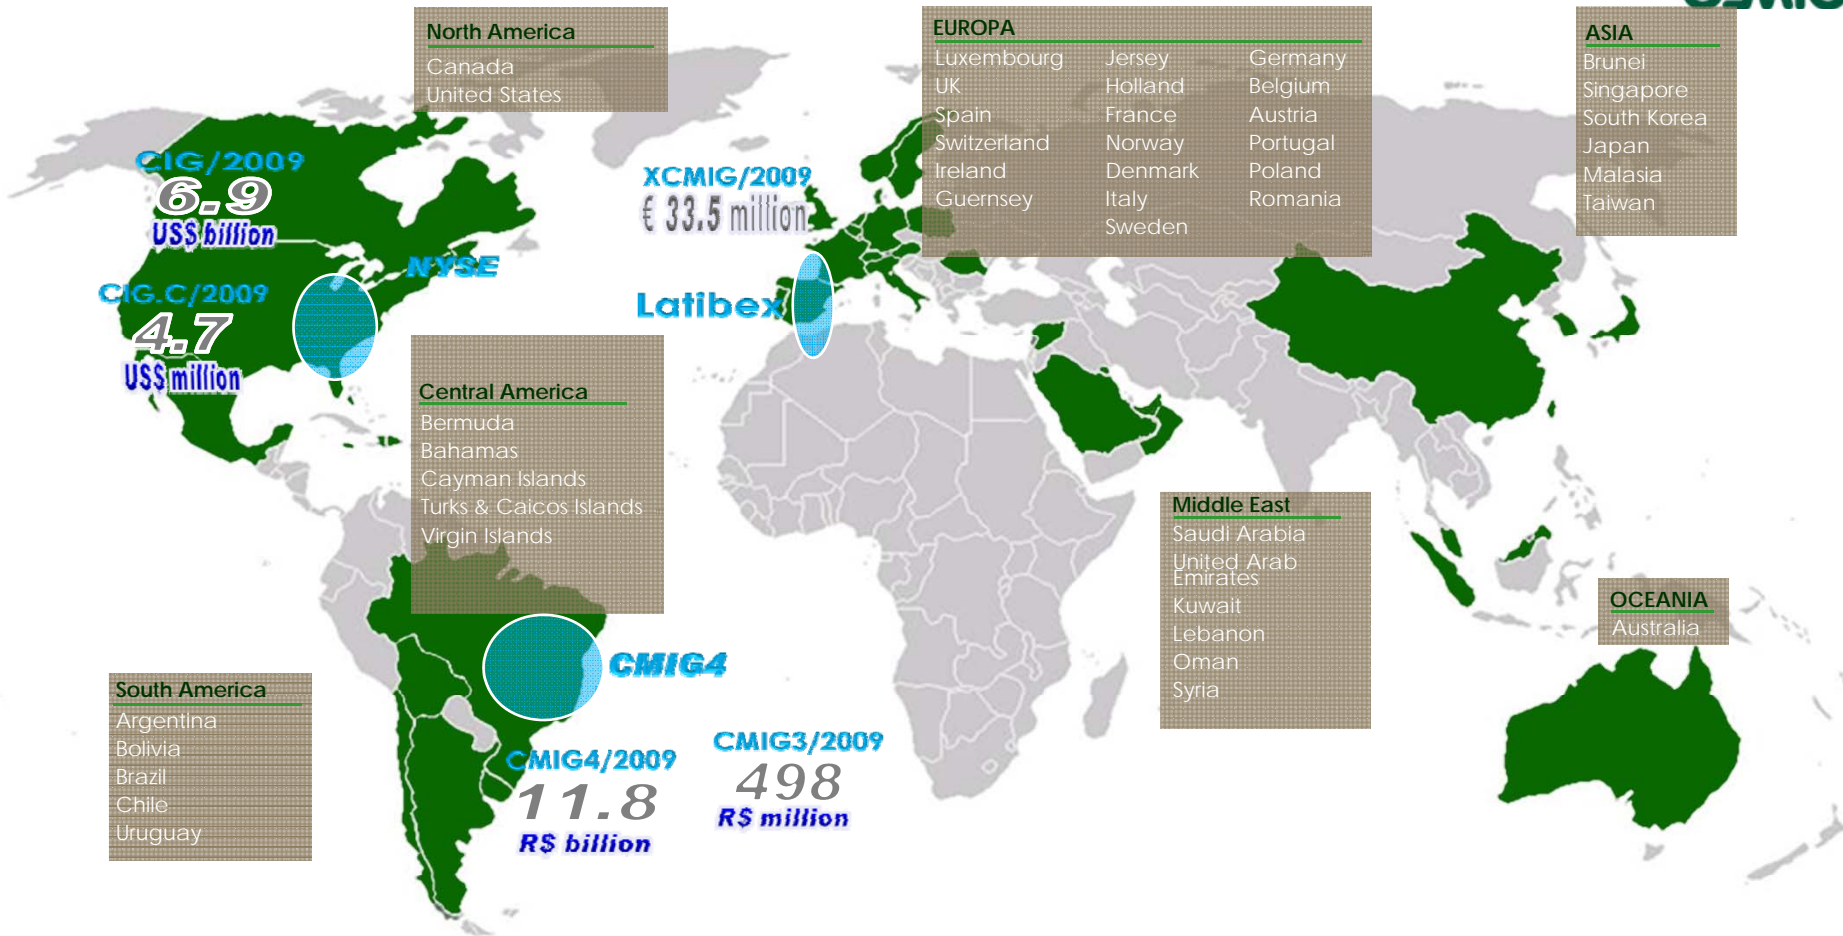 North America
Canada
United States
EUROPA
Luxembourg
UK
Spain
Switzerland
Ireland
Guernsey
Jersey
Holland
France
Norway
Denmark
Italy
Sweden
Germany
Belgium
Austria
Portugal
Poland
Romania
ASIA
Brunei
Singapore
South Korea
Japan
Malasia
Taiwan
CIG/2009
6.9
US$ billion
NYSE
CIG.C/2009
4.7
US$ million
XCMIG/2009
€ 33.5 million
Latibex
Central America
Bermuda
Bahamas
Cayman Islands
Turks & Caicos Islands
Virgin Islands
Middle East
Saudi Arabia
United Arab
Emirates
Kuwait
Lebanon
Oman
Syria
OCEANIA
Australia
CMIG4
South America
Argentina
Bolivia
Brazil
Chile
Uruguay
CMIG4/2009
11.8
R$ billion
CMIG3/2009
498
R$ million